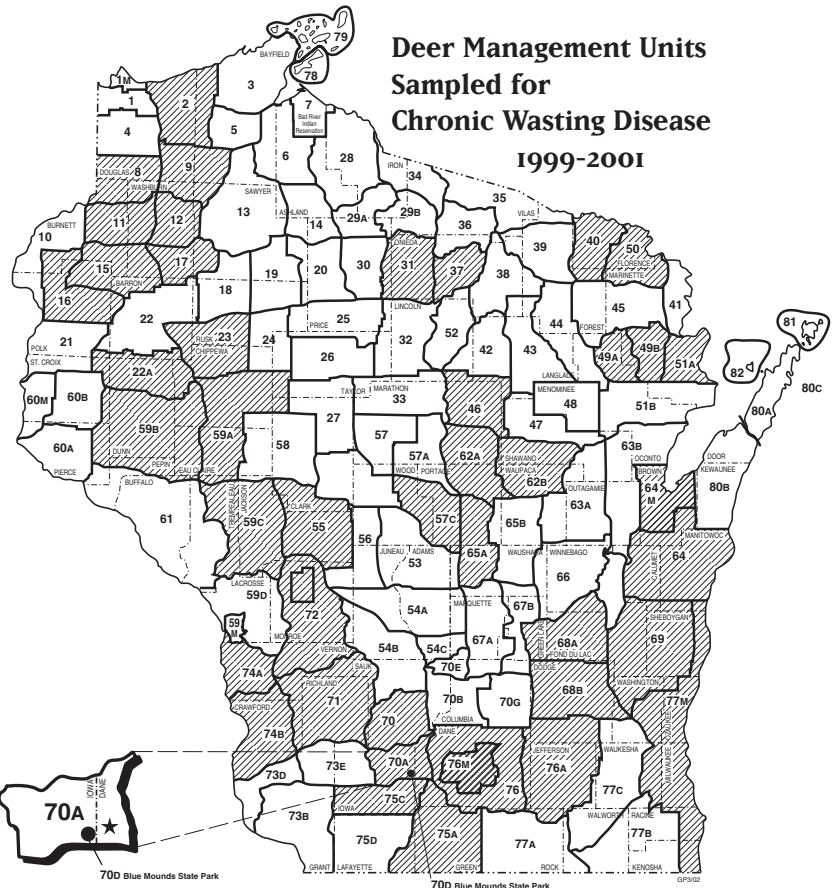 Deer Management Units
Sampled for
Chronic Wasting Disease
1999-2001
BAYFIELD
79
78
1M
1
2
3
7
Bad River
Indian
Reservation
4
5
6
28
IRON
34
DOUGLAS
8
9
WASHBURN
SAWYER
ASHLAND
35
VILAS
BURNETT
10
11
12
13
14
29A
29B
36
ONEIDA
39
40
50
FLORENCE
MARINETTE
15
BARRON
17
18
19
20
30
31
37
38
16
22
LINCOLN
45
41
44
FOREST
POLK
21
ST. CROIX
RUSK
23
CHIPPEWA
24
PRICE
25
26
32
52
42
43
49A
49B
51A
81
82
80C
22A
LANGLADE
MENOMINEE
60M
60B
TAYLOR
MARATHON
33
46
47
48
51B
80A
59B
59A
58
27
57
57A
WOOD
PORTAGE
62A
SHAWANO
WAUPACA
62B
63B
OCONTO
BROWN
DOOR
KEWAUNEE
80B
60A
PIERCE
DUNN
PEPIN
EAU CLAIRE
BUFFALO
61
TREMPEALEAU
JACKSON
59C
CLARK
55
56
57C
65B
OUTAGAMIE
63A
64
M
MANITOWOC
64
CALUMET
JUNEAU
ADAMS
53
65A
WAUSHARA
WINNEBAGO
66
LACROSSE
59D
72
54A
MARQUETTE
67B
59
M
MONROE
VERNON
54B
54C
67A
GREEN LAKE
68A
FOND DU LAC
SHEBOYGAN
69
74A
SAUK
70E
DODGE
WASHINGTON
CRAWFORD
RICHLAND
71
70
70B
COLUMBIA
70G
68B
77M
OZAUKEE
74B
DANE
76M
76
JEFFERSON
76A
WAUKESHA
MILWAUKEE
73D
73E
70A
75C
IOWA
77C
WALWORTH
RACINE
73B
75D
75A
77A
77B
GRANT
LAFAYETTE
GREEN
ROCK
KENOSHA
GP3/02
70A
IOWA
DANE
70D Blue Mounds State Park
70D Blue Mounds State Park